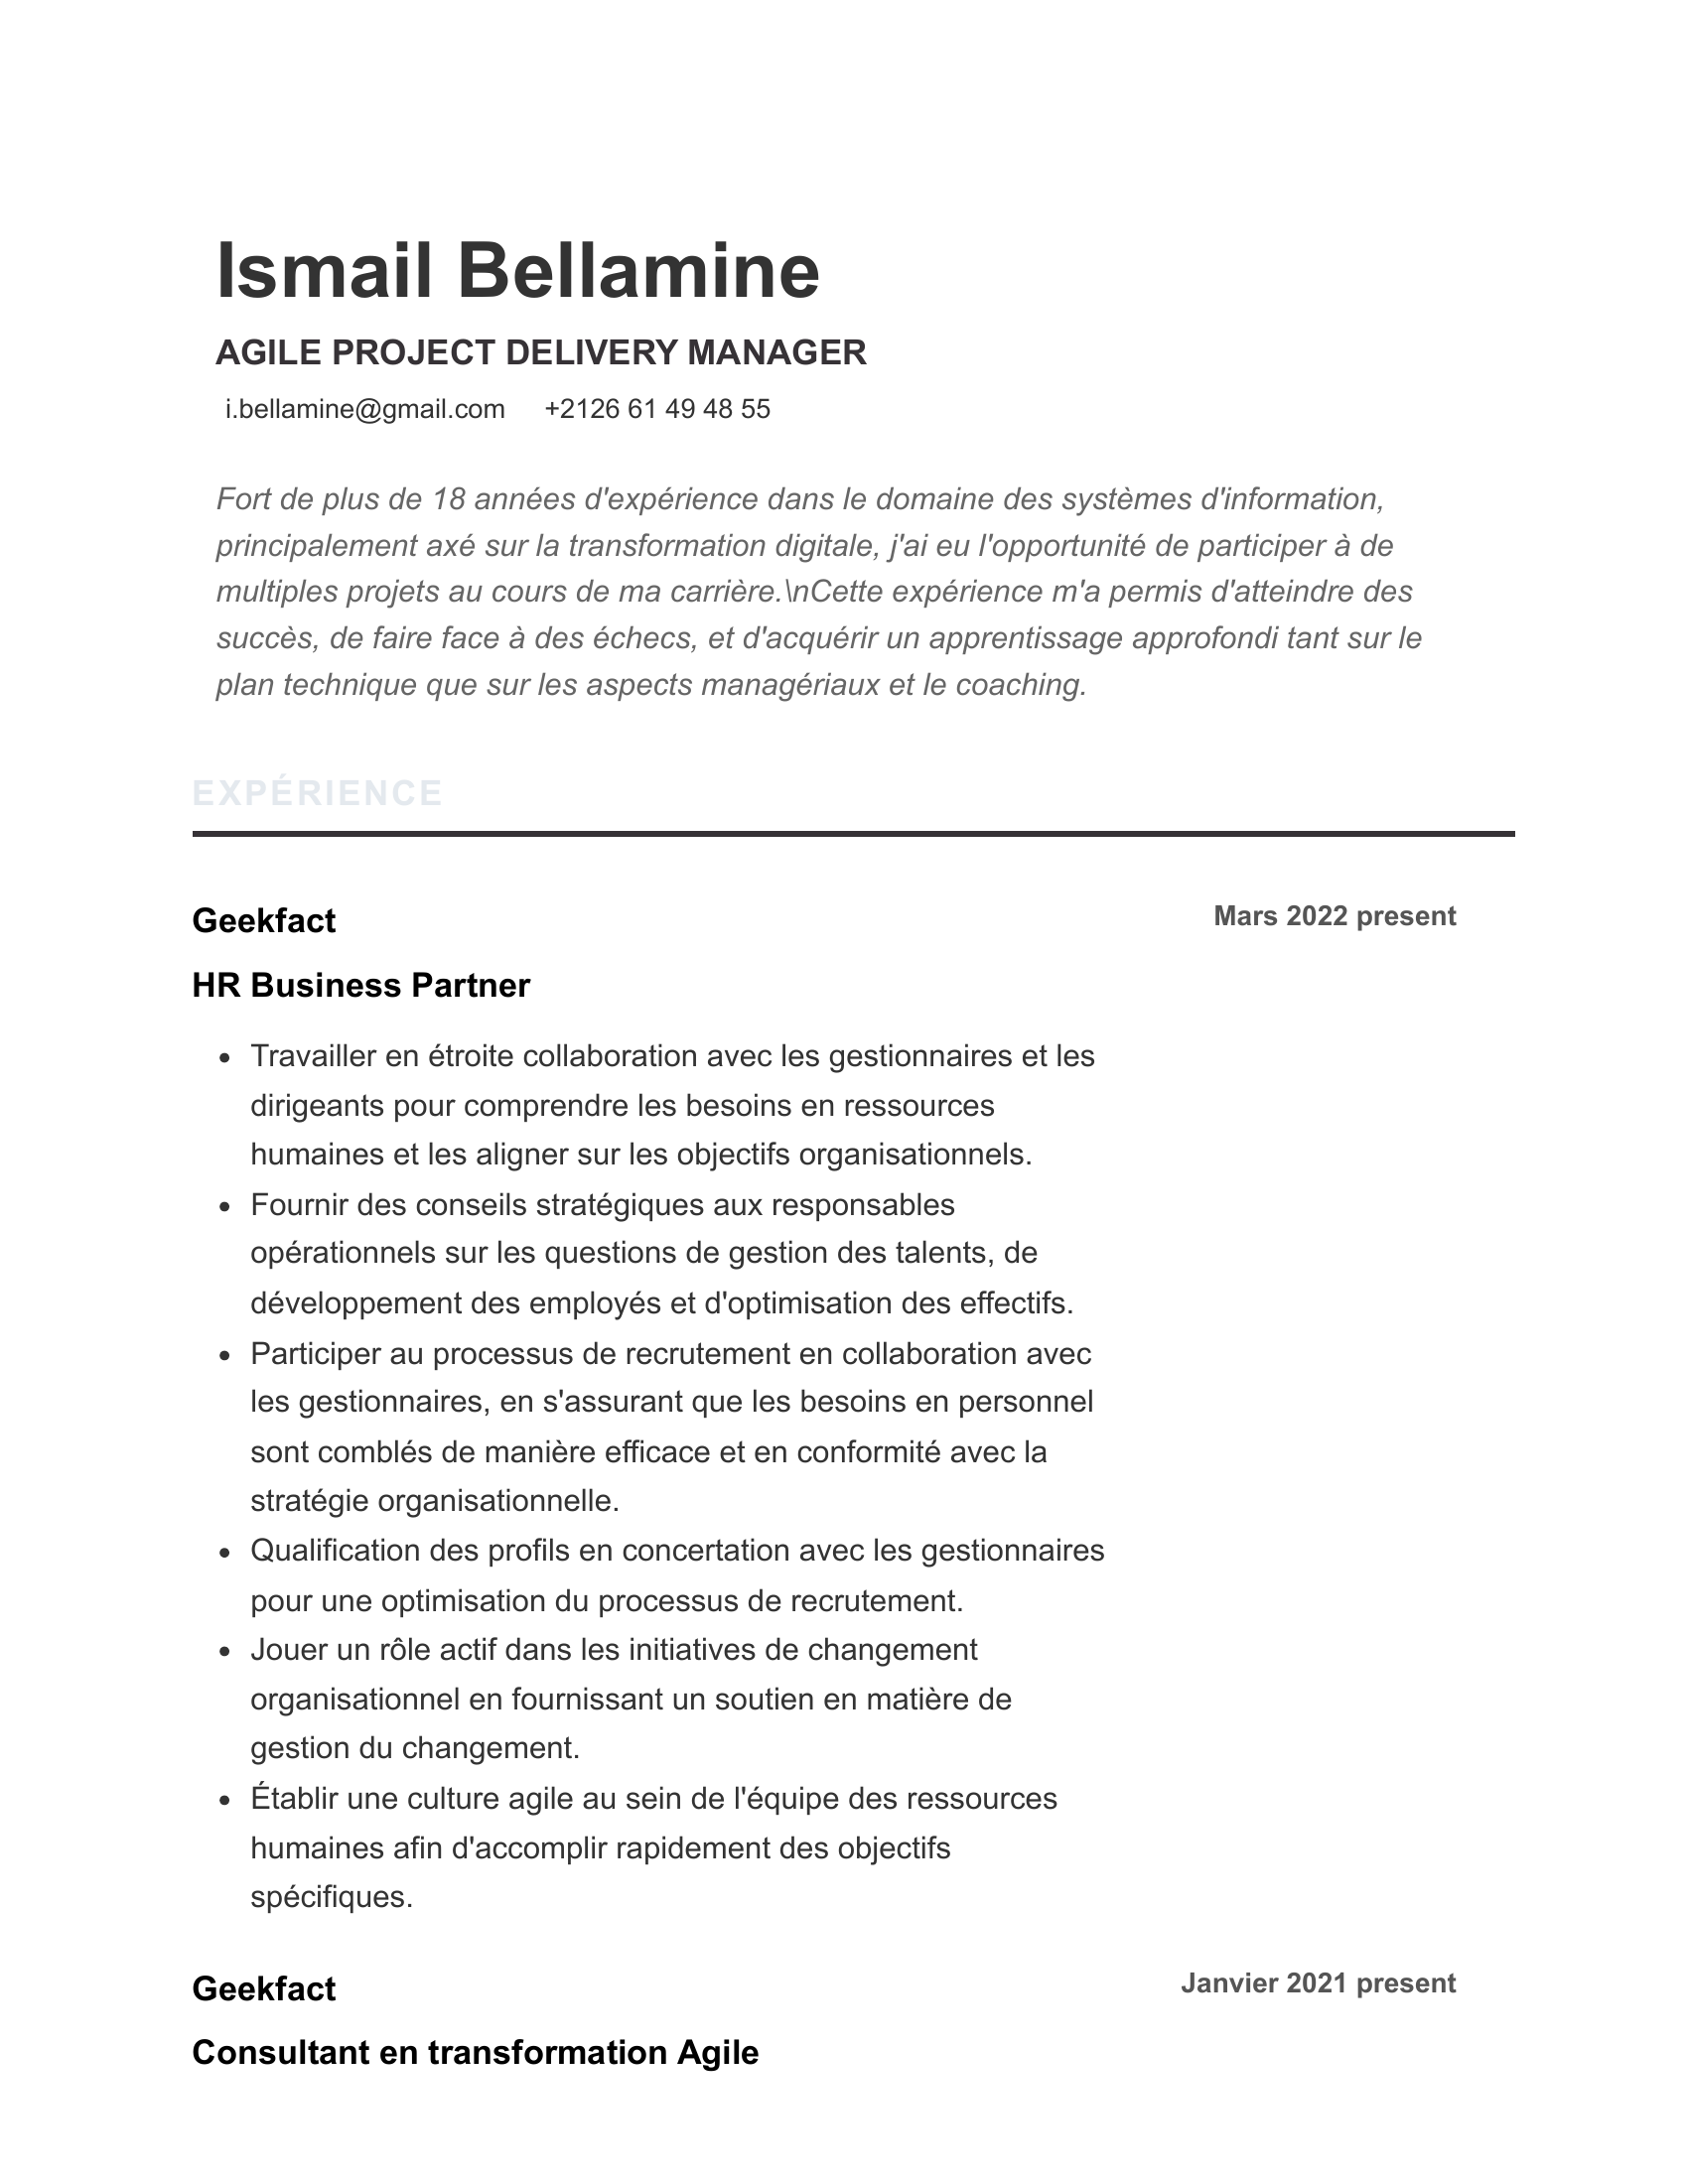 Ismail Bellamine
AGILE PROJECT DELIVERY MANAGER
i.bellamine@gmail.com +2126 61 49 48 55
Fort de plus de 18 années d'expérience dans le domaine des systèmes d'information,
principalement axé sur la transformation digitale, j'ai eu l'opportunité de participer à de
multiples projets au cours de ma carrière.\nCette expérience m'a permis d'atteindre des
succès, de faire face à des échecs, et d'acquérir un apprentissage approfondi tant sur le
plan technique que sur les aspects managériaux et le coaching.
EXPÉRIENCE
Geekfact Mars 2022 present
HR Business Partner
• Travailler en étroite collaboration avec les gestionnaires et les
dirigeants pour comprendre les besoins en ressources
humaines et les aligner sur les objectifs organisationnels.
• Fournir des conseils stratégiques aux responsables
opérationnels sur les questions de gestion des talents, de
développement des employés et d'optimisation des effectifs.
• Participer au processus de recrutement en collaboration avec
les gestionnaires, en s'assurant que les besoins en personnel
sont comblés de manière efficace et en conformité avec la
stratégie organisationnelle.
• Qualification des profils en concertation avec les gestionnaires
pour une optimisation du processus de recrutement.
• Jouer un rôle actif dans les initiatives de changement
organisationnel en fournissant un soutien en matière de
gestion du changement.
• Établir une culture agile au sein de l'équipe des ressources
humaines afin d'accomplir rapidement des objectifs
spécifiques.
Geekfact Janvier 2021 present
Consultant en transformation Agile